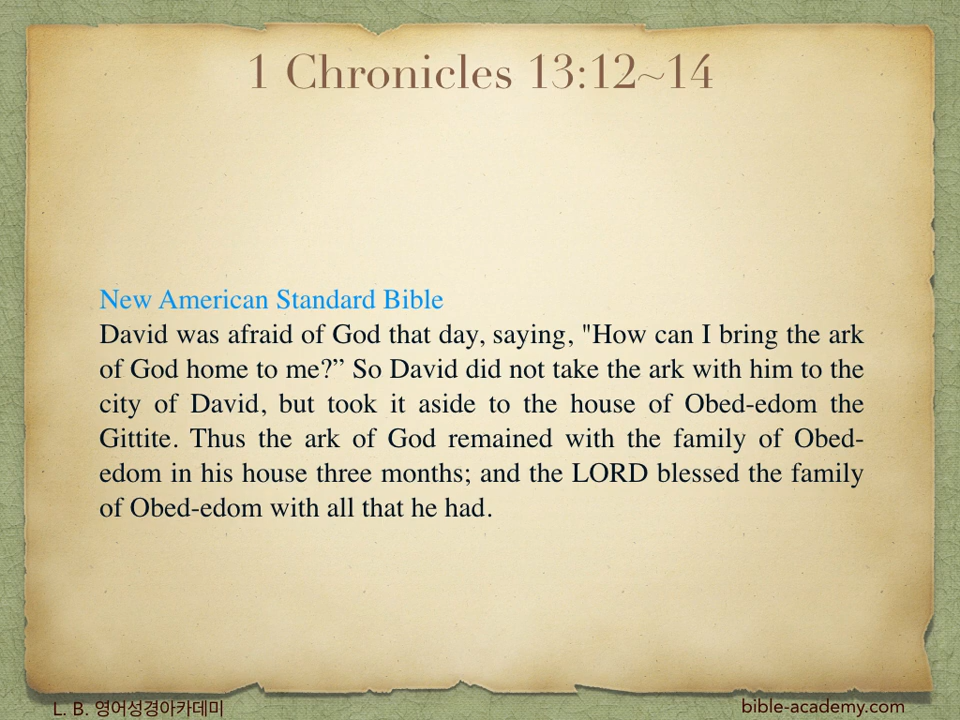 1 Chronicles 13:12~14
New American Standard Bible
David was afraid of God that day, saying, "How can I bring the ark
of God home to me?” So David did not take the ark with him to the
city of David, but took it aside to the house of Obed-edom the
Gittite. Thus the ark of God remained with the family of Obed-
edom in his house three months; and the LORD blessed the family
of Obed-edom with all that he had.
L. B. 영어성경아카데미
bible-academy.com